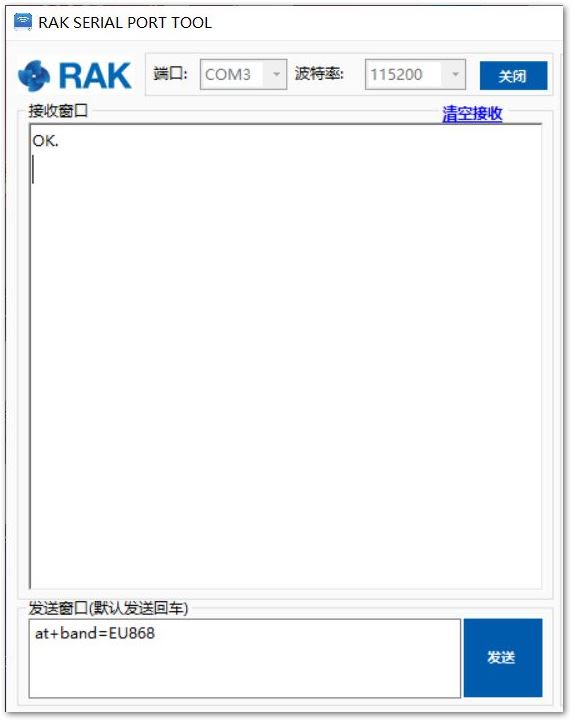 RAK SERIAL PORT TOOL
RAK 端口: COM3 波特率: 115200 关闭
接收窗口 清空接收
OK.
发送窗口(默认发送回车)
at+band=EU868
发送